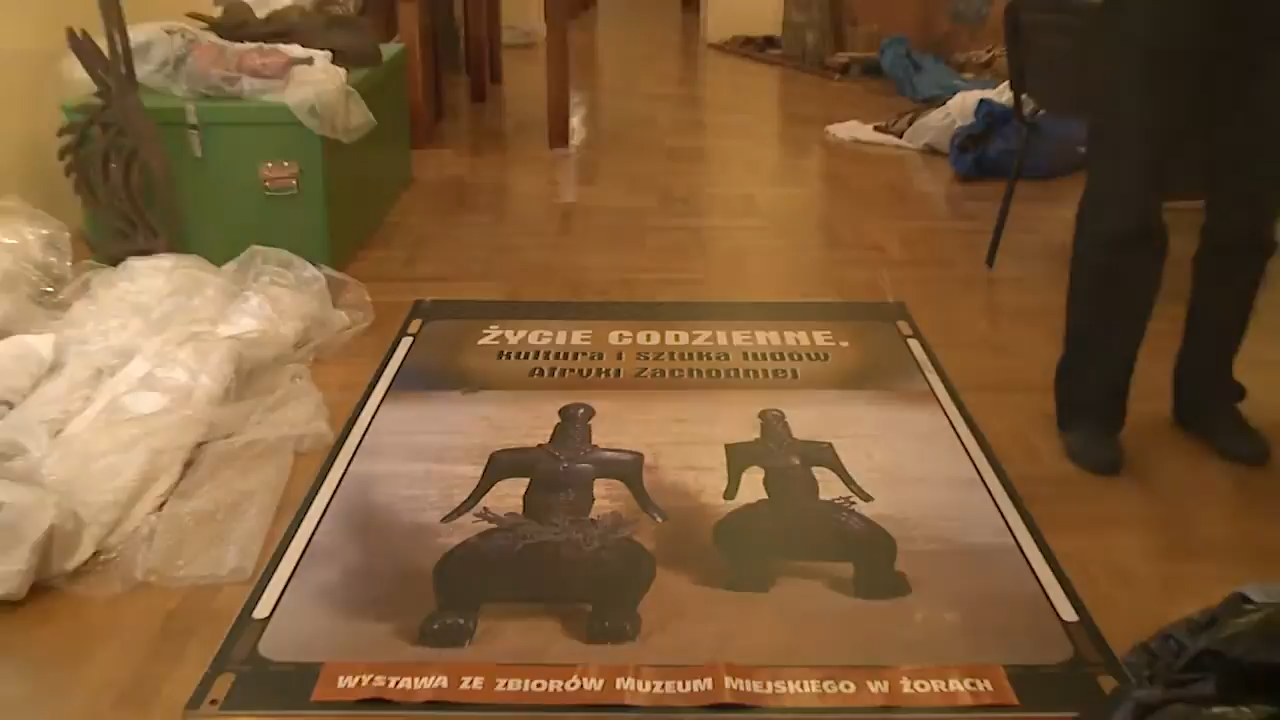 ŻYCIE CODZIENNE.
kultura i sztuka ludów
Afryki Zachodniej
WYSTAWA ZE ZBIORÓW MUZEUM MIEJSKIEGO W ŻORACH